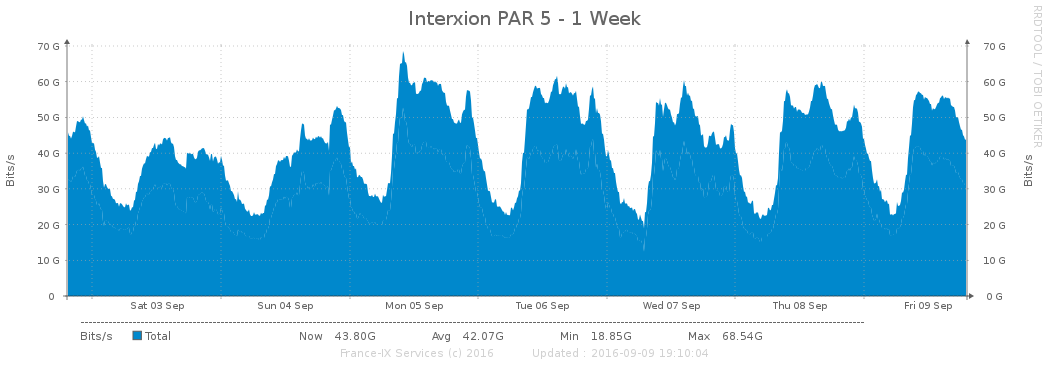 Interxion PAR 5 - 1 Week
RRDTOOL / TOBI OETIKER
70 G 70 G
60 G 60 G
50 G 50 G
40 G 40 G
30 G 30 G
20 G 20 G
10 G 10 G
0 0 G
Bits/s
Bits/s
Sat 03 Sep Sun 04 Sep Mon 05 Sep Tue 06 Sep Wed 07 Sep Thu 08 Sep Fri 09 Sep
Bits/s Total Now 43.80G Avg 42.07G Min 18.85G Max 68.54G
France-IX Services (c) 2016 Updated : 2016-09-09 19:10:04